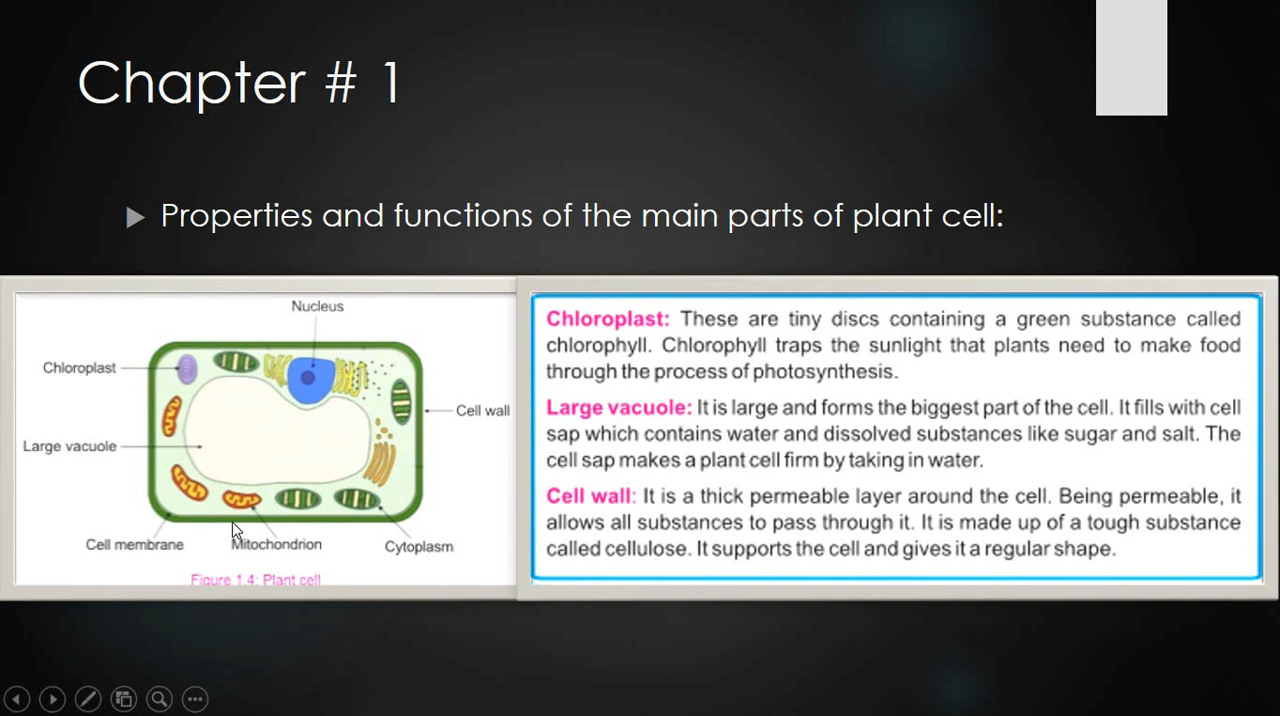 Chapter # 1
Properties and functions of the main parts of plant cell:
Nucleus
Chloroplast
Cell wall
Large vacuole
Cell membrane
Mitochondrion
Cytoplasm
Figure 1.4: Plant cell
Chloroplast: These are tiny discs containing a green substance called
chlorophyll. Chlorophyll traps the sunlight that plants need to make food
through the process of photosynthesis.
Large vacuole: It is large and forms the biggest part of the cell. It fills with cell
sap which contains water and dissolved substances like sugar and salt. The
cell sap makes a plant cell firm by taking in water.
Cell wall: It is a thick permeable layer around the cell. Being permeable, it
allows all substances to pass through it. It is made up of a tough substance
called cellulose. It supports the cell and gives it a regular shape.